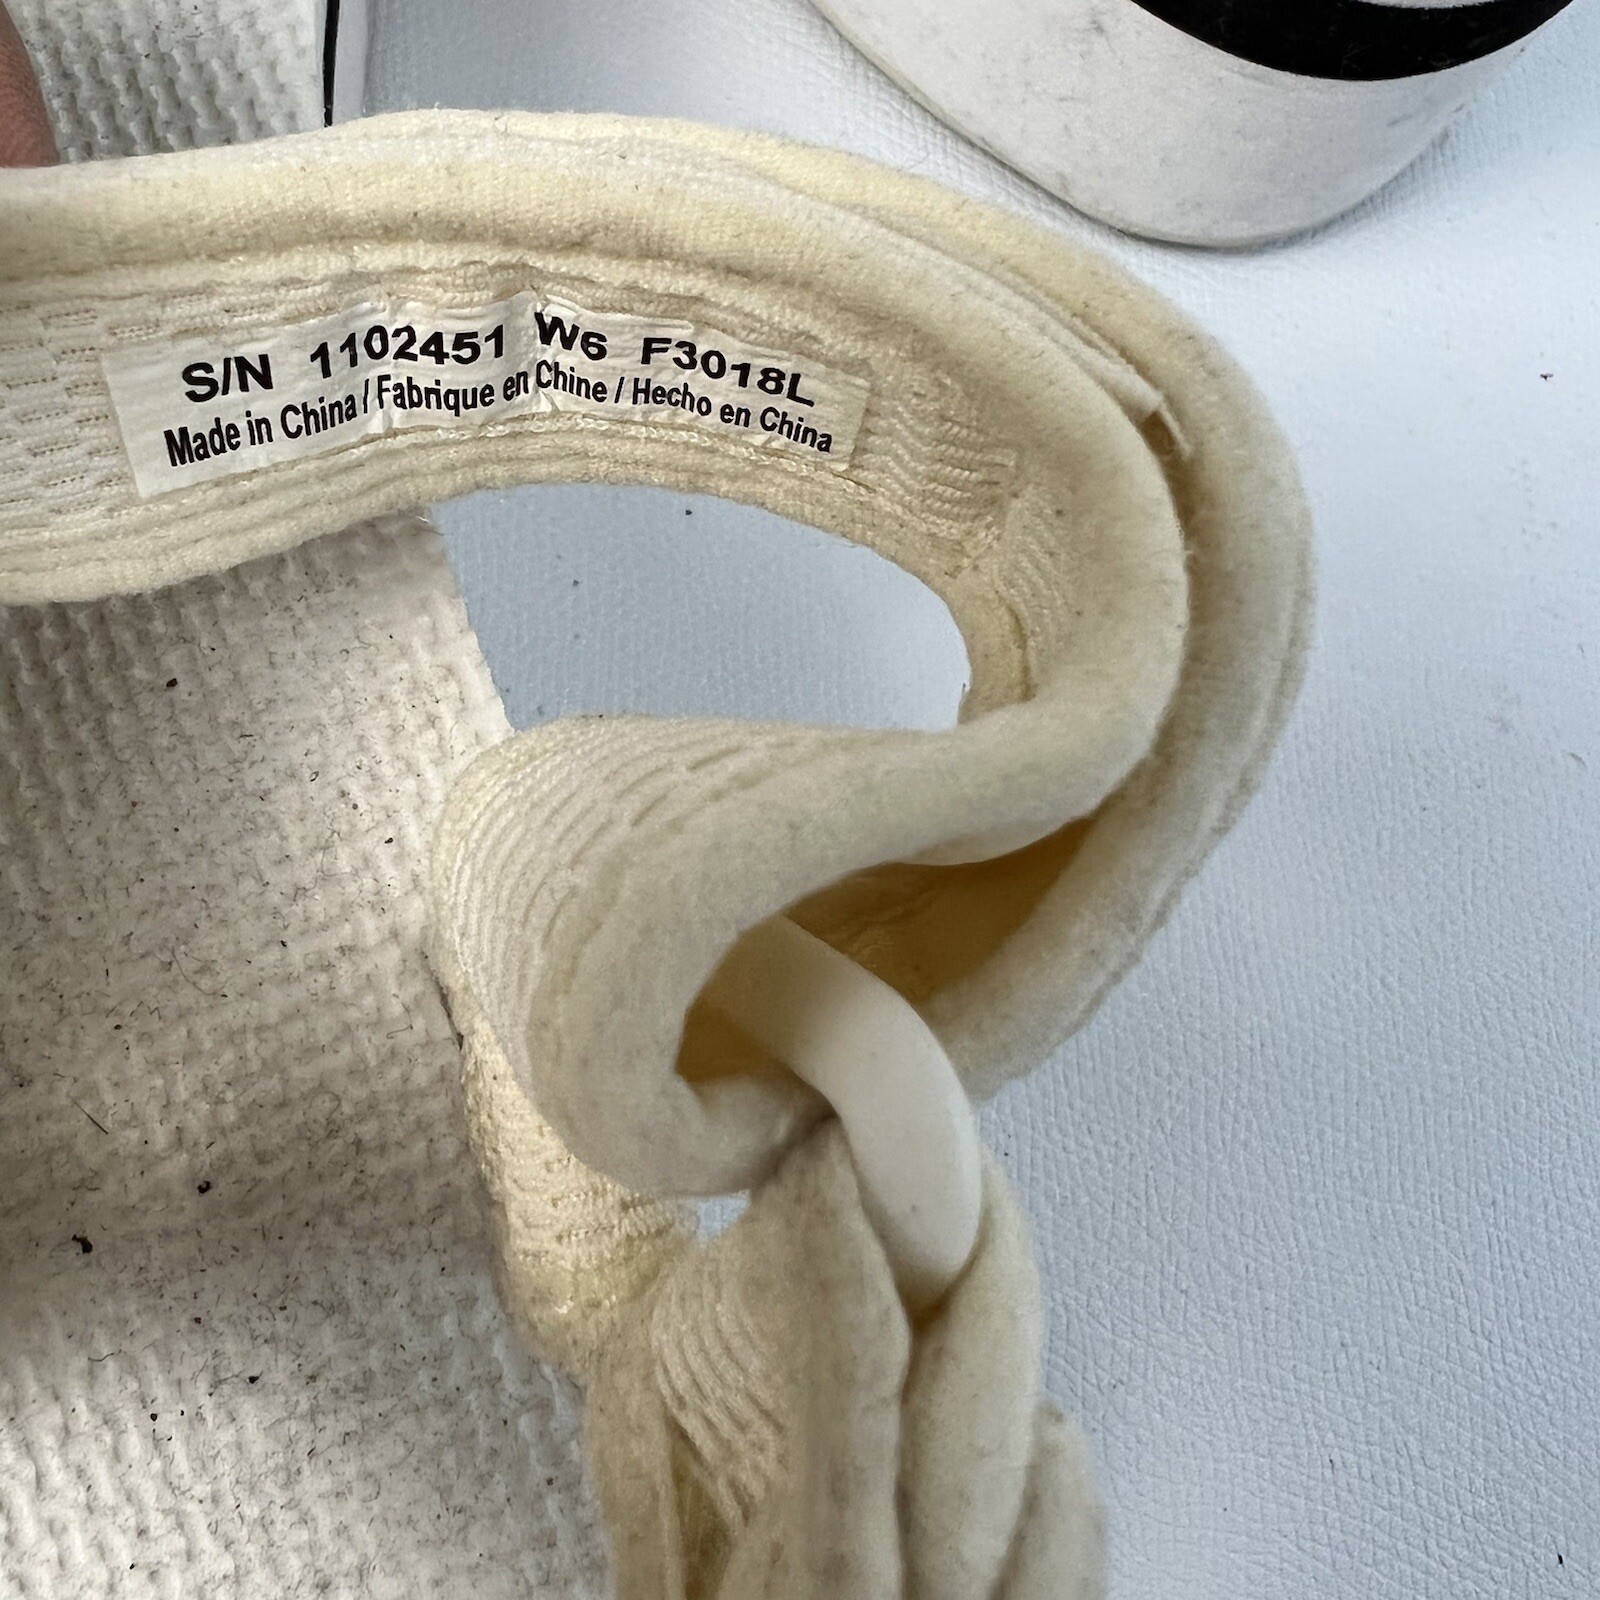 S/N 1102451 W6 F3018L
Made in China / Fabrique en Chine / Hecho en China